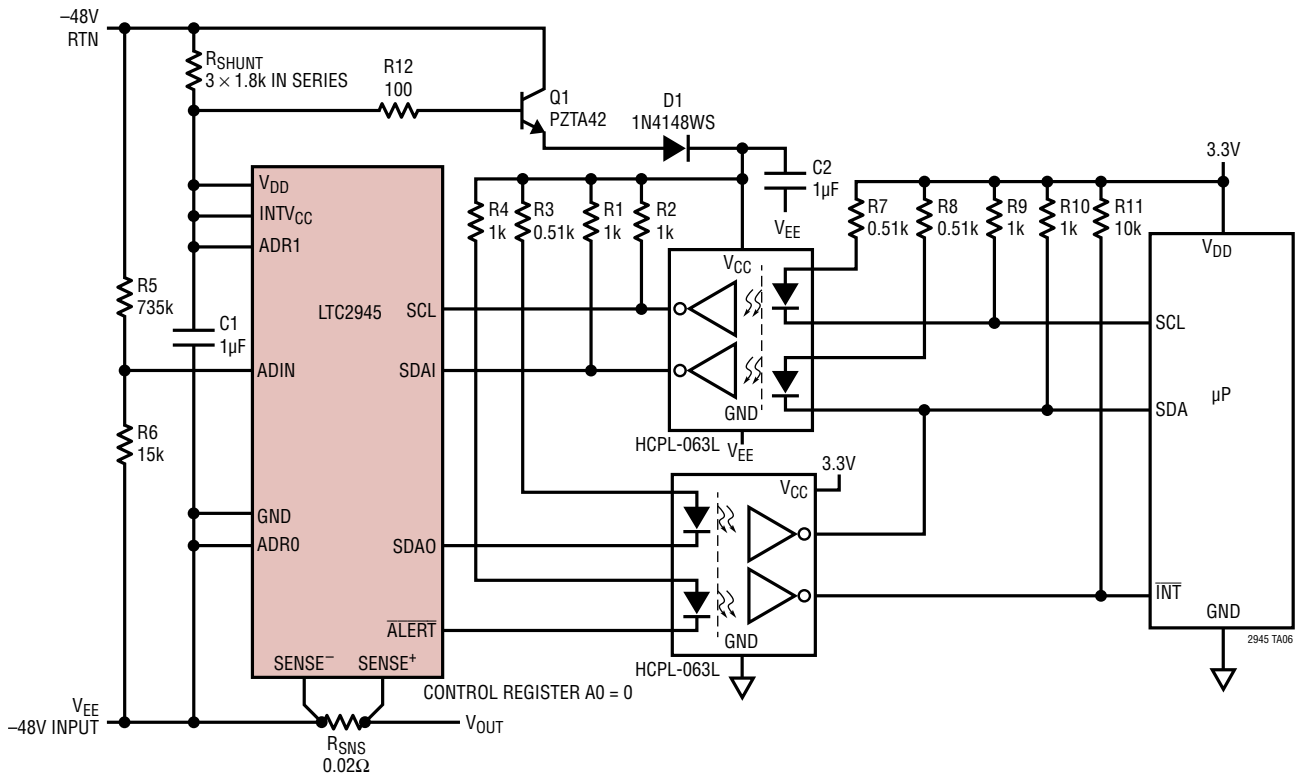 –48V
RTN
RSHUNT
3 × 1.8k IN SERIES
R12
100
Q1
PZTA42
D1
1N4148WS
C2
1µF
VEE
3.3V
R4
1k
R3
0.51k
R1
1k
R2
1k
R7
0.51k
R8
0.51k
R9
1k
R10
1k
R11
10k
VDD
INTVCC
ADR1
LTC2945
SCL
SDAI
ADIN
GND
ADR0
SDAO
ALERT
SENSE–
SENSE+
R5
735k
C1
1µF
R6
15k
VCC
GND
HCPL-063L
VEE
3.3V
VCC
GND
HCPL-063L
VDD
SCL
SDA
µP
INT
GND
2945 TA06
CONTROL REGISTER A0 = 0
VEE
–48V INPUT
RSNS
0.02Ω
VOUT